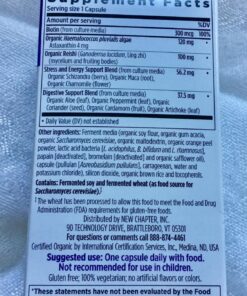 Supplement Facts
Serving size 1 Capsule
Amount per serving %DV
Biotin (from culture media) 300 mcg 100%
Organic Haematococcus pluvialis algae 120 mg *
Astaxanthin 4 mg
Organic Reishi (Ganoderma lucidum, Ling zhi) 100 mg *
(mycelium and fruiting bodies)
Stress and Energy Support Blend (from culture media) 56.2 mg *
Organic Schizandra (berry), Organic Maca (root),
Organic Chamomile (flower)
Digestive Support Blend (from culture media) 37.5 mg *
Organic Aloe (leaf), Organic Peppermint (leaf), Organic
Coriander (seed), Organic Cardamom (fruit), Organic Artichoke (leaf)
* Daily Value (DV) not established
Other ingredients: Ferment media (organic soy flour, organic gum acacia,
organic Saccharomyces cerevisiae, organic maltodextrin, organic orange peel
powder, lactic acid bacteria [L. acidophilus, B. bifidum and L. rhamnosus],
papain [deactivated], bromelain [deactivated] and organic safflower oil),
capsule (pullulan [Aureobasidium pullulans], carrageenan, water and
potassium chloride), silicon dioxide, organic brown rice and tocopherols.
Contains: Fermented soy and fermented wheat (as food source for
Saccharomyces cerevisiae)‡.
‡ The wheat has been processed to allow this food to meet the Food and
Drug Administration (FDA) requirements for gluten-free foods.
Distributed by NEW CHAPTER, INC.
90 TECHNOLOGY DRIVE, BRATTLEBORO, VT 05301
For questions or comments call 888-874-4461
Certified Organic by International Certification Services, Inc., Medina, ND, USA
Suggested use: One capsule daily with food.
Not recommended for use in children.
Gluten free. 100% vegetarian; no artificial flavors or colors.
*These statements have not been evaluated by the Food